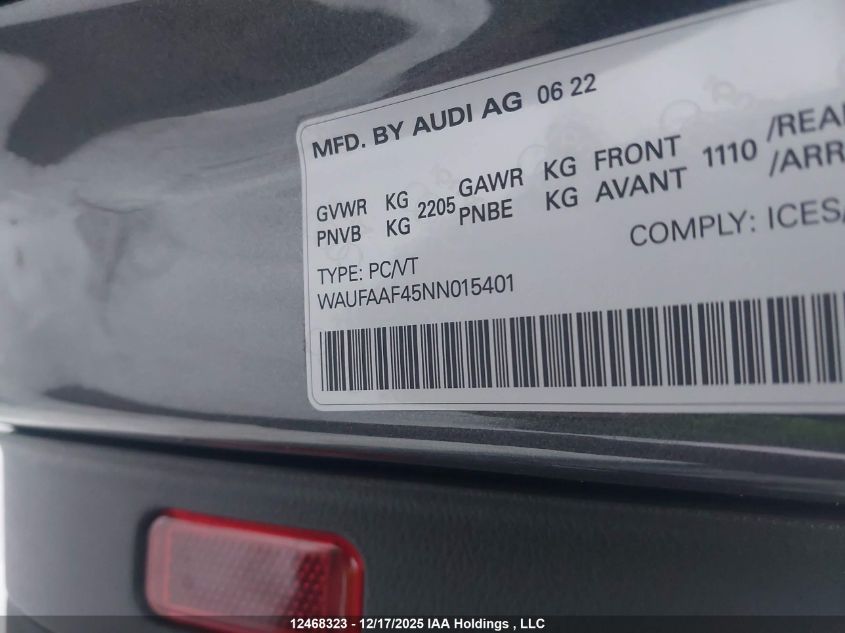 MFD. BY AUDI AG 06 22
GVWR KG 2205 GAWR KG FRONT 1110 /REA
PNVB KG PNBE KG AVANT /ARR
COMPLY: ICES
TYPE: PC/VT
WAUFAAF45NN015401
12468323 - 12/17/2025 IAA Holdings , LLC